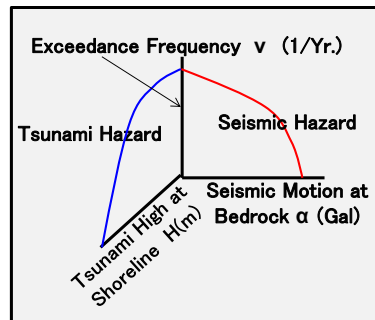 Exceedance Frequency ν (1/Yr.)
Tsunami Hazard
Seismic Hazard
Seismic Motion at
Bedrock α (Gal)
Tsunami High at
Shoreline H(m)